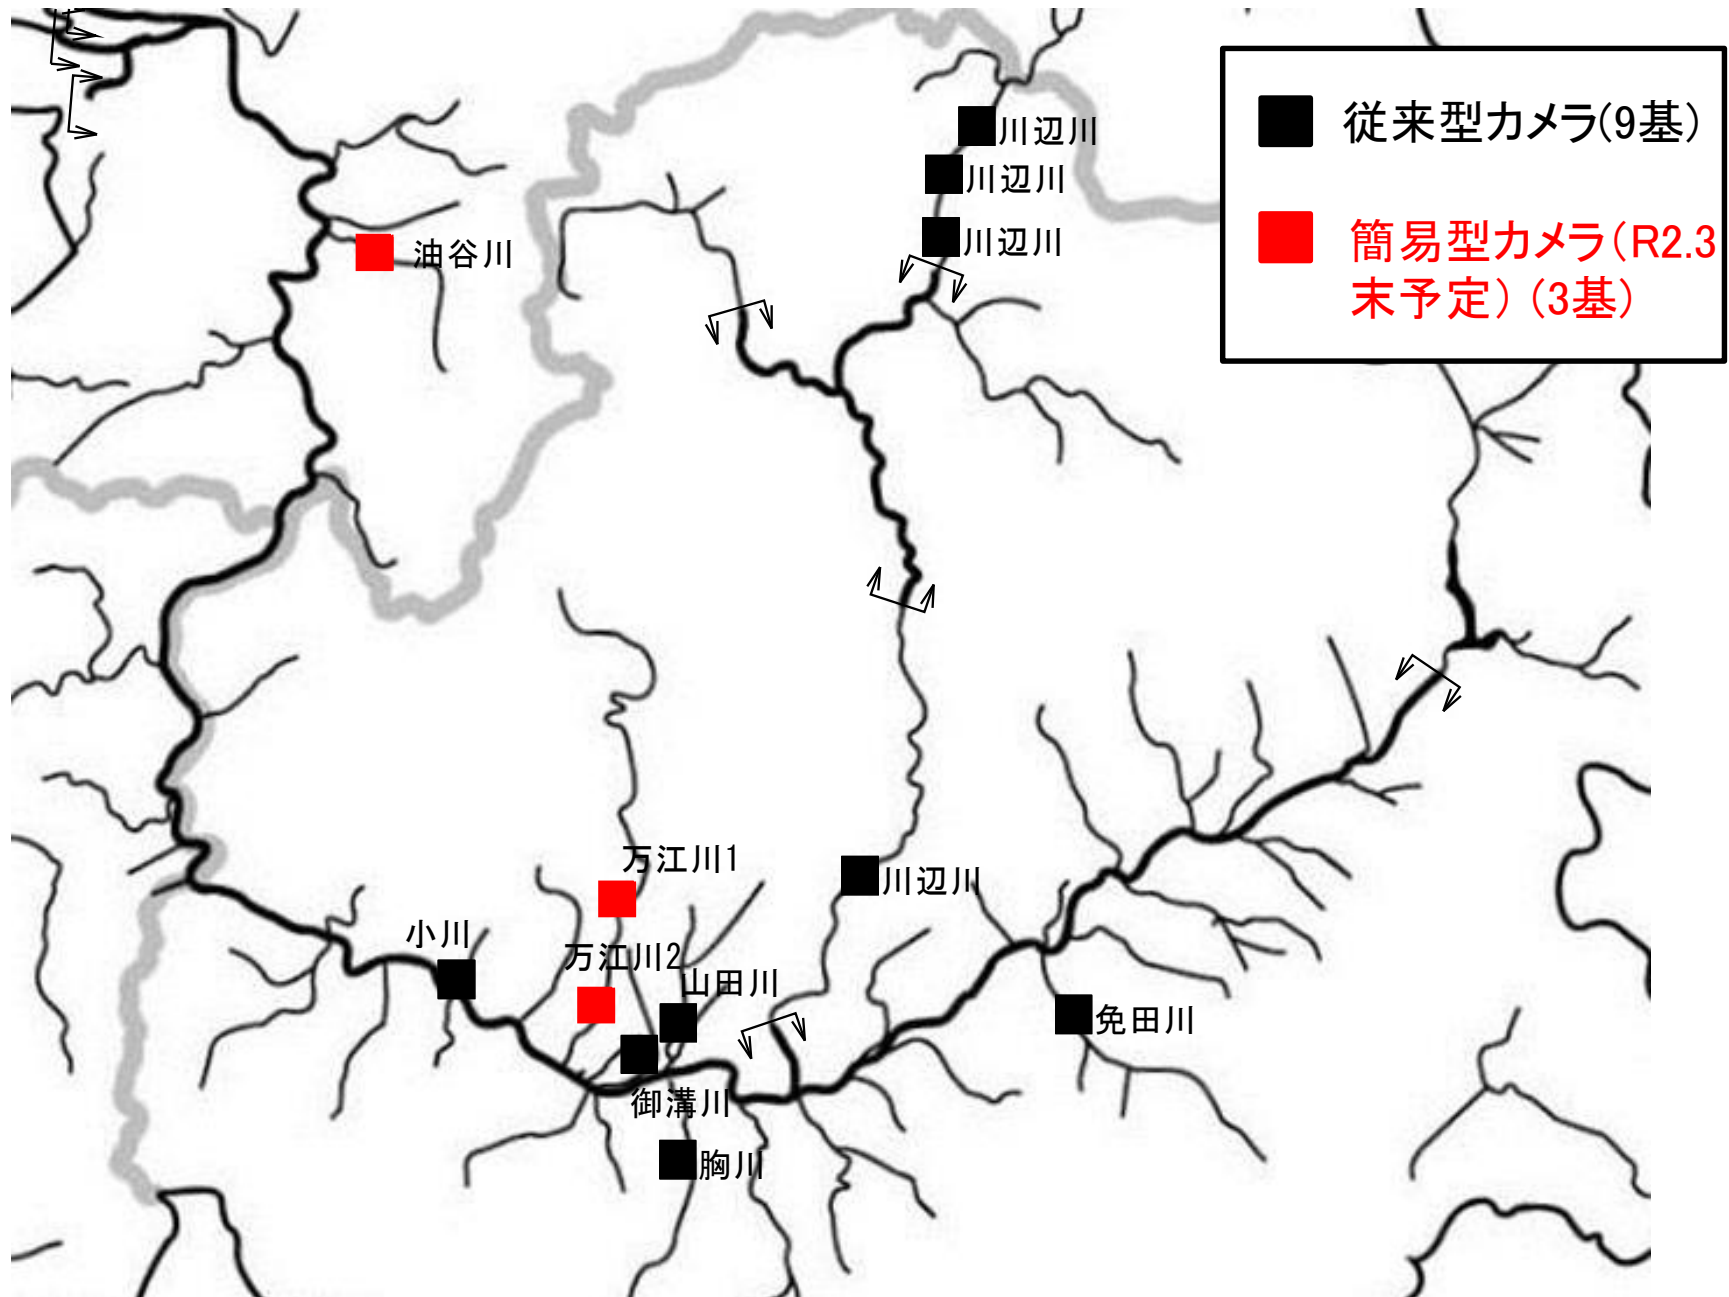 従来型カメラ(9基)
簡易型カメラ(R2.3
末予定)(3基)
川辺川
川辺川
川辺川
油谷川
万江川1
川辺川
小川
万江川2
山田川
免田川
御溝川
胸川